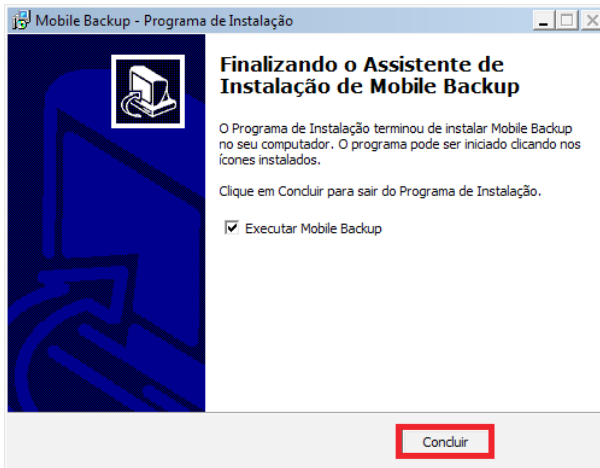 Mobile Backup - Programa de Instalação
Finalizando o Assistente de
Instalação de Mobile Backup
O Programa de Instalação terminou de instalar Mobile Backup
no seu computador. O programa pode ser iniciado clicando nos
ícones instalados.
Clique em Concluir para sair do Programa de Instalação.
Executar Mobile Backup
Concluir